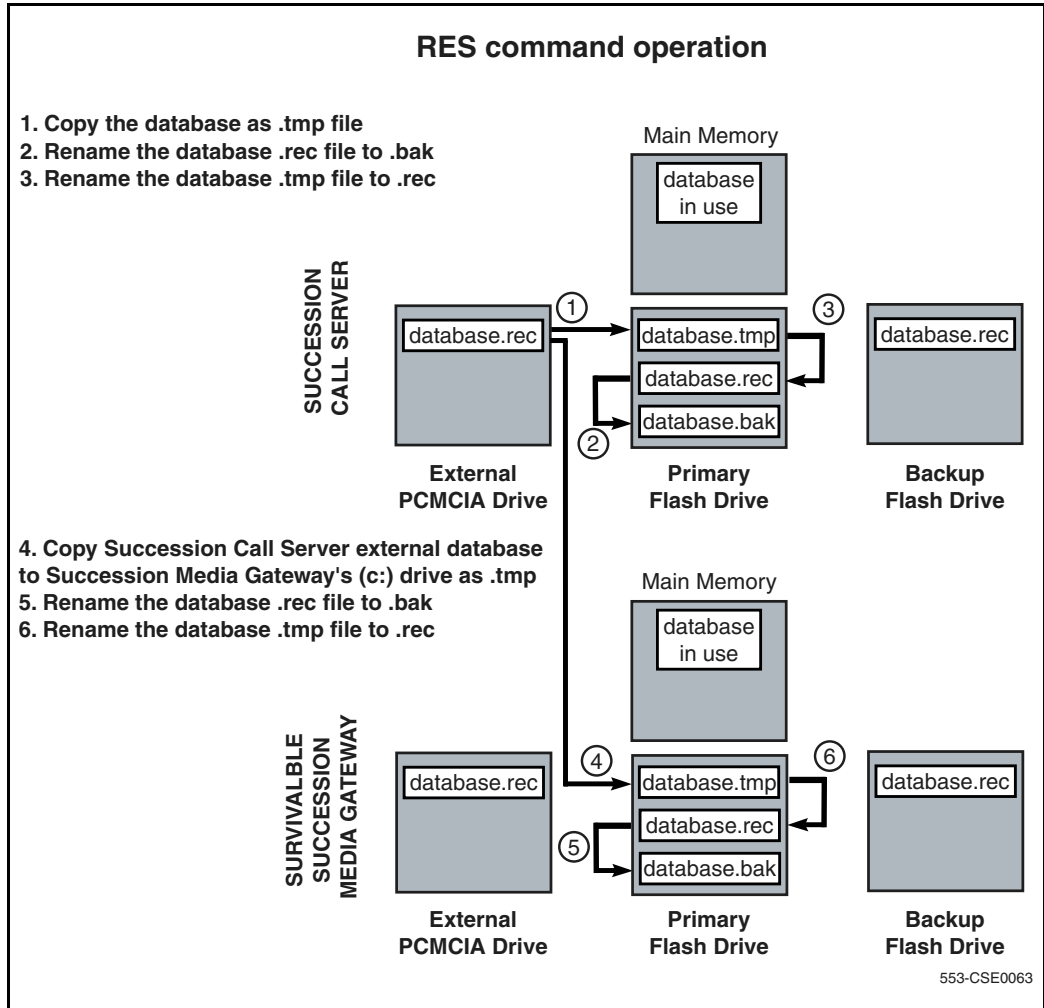 RES command operation
1. Copy the database as .tmp file
2. Rename the database .rec file to .bak
3. Rename the database .tmp file to .rec
Main Memory
database
in use
SUCCESSION
CALL SERVER
1
3
database.rec
database.tmp
database.rec
database.rec
database.bak
2
External
PCMCIA Drive
Primary
Flash Drive
Backup
Flash Drive
4. Copy Succession Call Server external database
to Succession Media Gateway's (c:) drive as .tmp
5. Rename the database .rec file to .bak
6. Rename the database .tmp file to .rec
Main Memory
database
in use
SURVIVALBLE
SUCCESSION
MEDIA GATEWAY
4
6
database.rec
database.tmp
database.rec
database.rec
5
database.bak
External
PCMCIA Drive
Primary
Flash Drive
Backup
Flash Drive
553-CSE0063